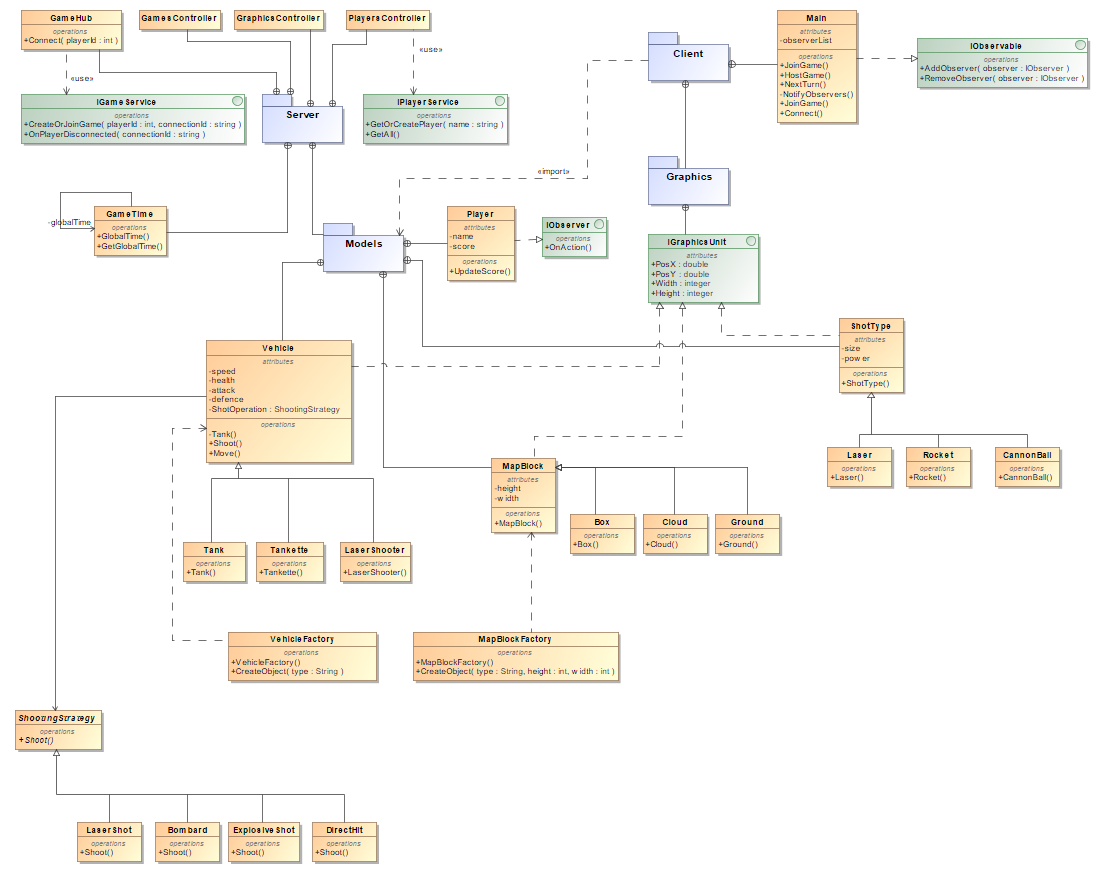 GameHub
operations
+Connect( playerId : int )
GamesController
GraphicsController
PlayersController
«use»
«use»
IGameService
operations
+CreateOrJoinGame( playerId : int, connectionId : string )
+OnPlayerDisconnected( connectionId : string )
Server
IPlayerService
operations
+GetOrCreatePlayer( name : string )
+GetAll()
Client
Main
attributes
-observerList
operations
+JoinGame()
+HostGame()
+NextTurn()
-NotifyObservers()
+JoinGame()
+Connect()
IObservable
operations
+AddObserver( observer : IObserver )
+RemoveObserver( observer : IObserver )
«import»
Graphics
-globalTime
GameTime
operations
+GlobalTime()
+GetGlobalTime()
Models
Player
attributes
-name
-score
operations
+UpdateScore()
IObserver
operations
+OnAction()
IGraphicsUnit
attributes
+PosX : double
+PosY : double
+Width : integer
+Height : integer
Vehicle
attributes
-speed
-health
-attack
-defence
-ShotOperation : ShootingStrategy
operations
-Tank()
+Shoot()
+Move()
ShotType
attributes
-size
-power
operations
+ShotType()
Laser
operations
+Laser()
Rocket
operations
+Rocket()
CannonBall
operations
+CannonBall()
MapBlock
attributes
-height
-width
operations
+MapBlock()
Box
operations
+Box()
Cloud
operations
+Cloud()
Ground
operations
+Ground()
Tank
operations
+Tank()
Tankette
operations
+Tankette()
LaserShooter
operations
+LaserShooter()
VehicleFactory
operations
+VehicleFactory()
+CreateObject( type : String )
MapBlockFactory
operations
+MapBlockFactory()
+CreateObject( type : String, height : int, width : int )
ShootingStrategy
operations
+Shoot()
LaserShot
operations
+Shoot()
Bombard
operations
+Shoot()
ExplosiveShot
operations
+Shoot()
DirectHit
operations
+Shoot()